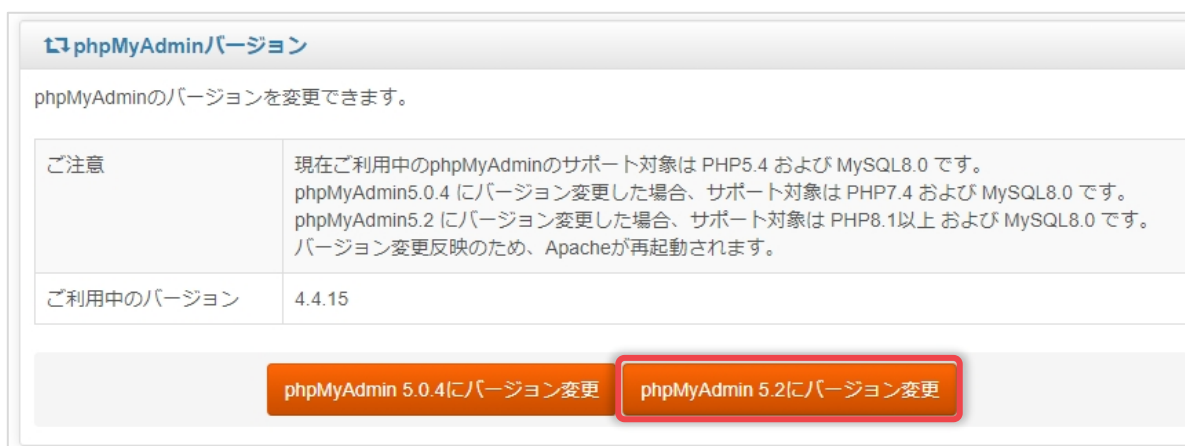 phpMyAdminバージョン
phpMyAdminのバージョンを変更できます。
ご注意
現在ご利用中のphpMyAdminのサポート対象は PHP5.4 および MySQL8.0 です。
phpMyAdmin5.0.4 にバージョン変更した場合、サポート対象は PHP7.4 および MySQL8.0 です。
phpMyAdmin5.2 にバージョン変更した場合、サポート対象は PHP8.1以上 および MySQL8.0 です。
バージョン変更反映のため、Apacheが再起動されます。
ご利用中のバージョン
4.4.15
phpMyAdmin 5.0.4にバージョン変更
phpMyAdmin 5.2にバージョン変更